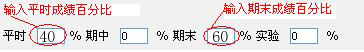 输入平时成绩百分比 输入期末成绩百分比
平时 40 % 期中 0 % 期末 60 % 实验 0 %